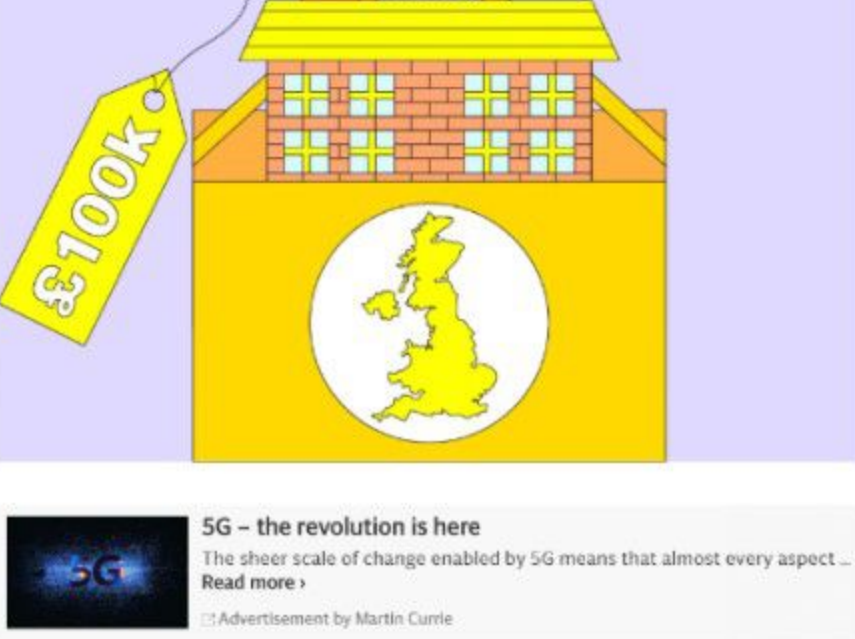 £100k
5G
5G – the revolution is here
The sheer scale of change enabled by 5G means that almost every aspect ...
Read more ›
Advertisement by Martin Currie